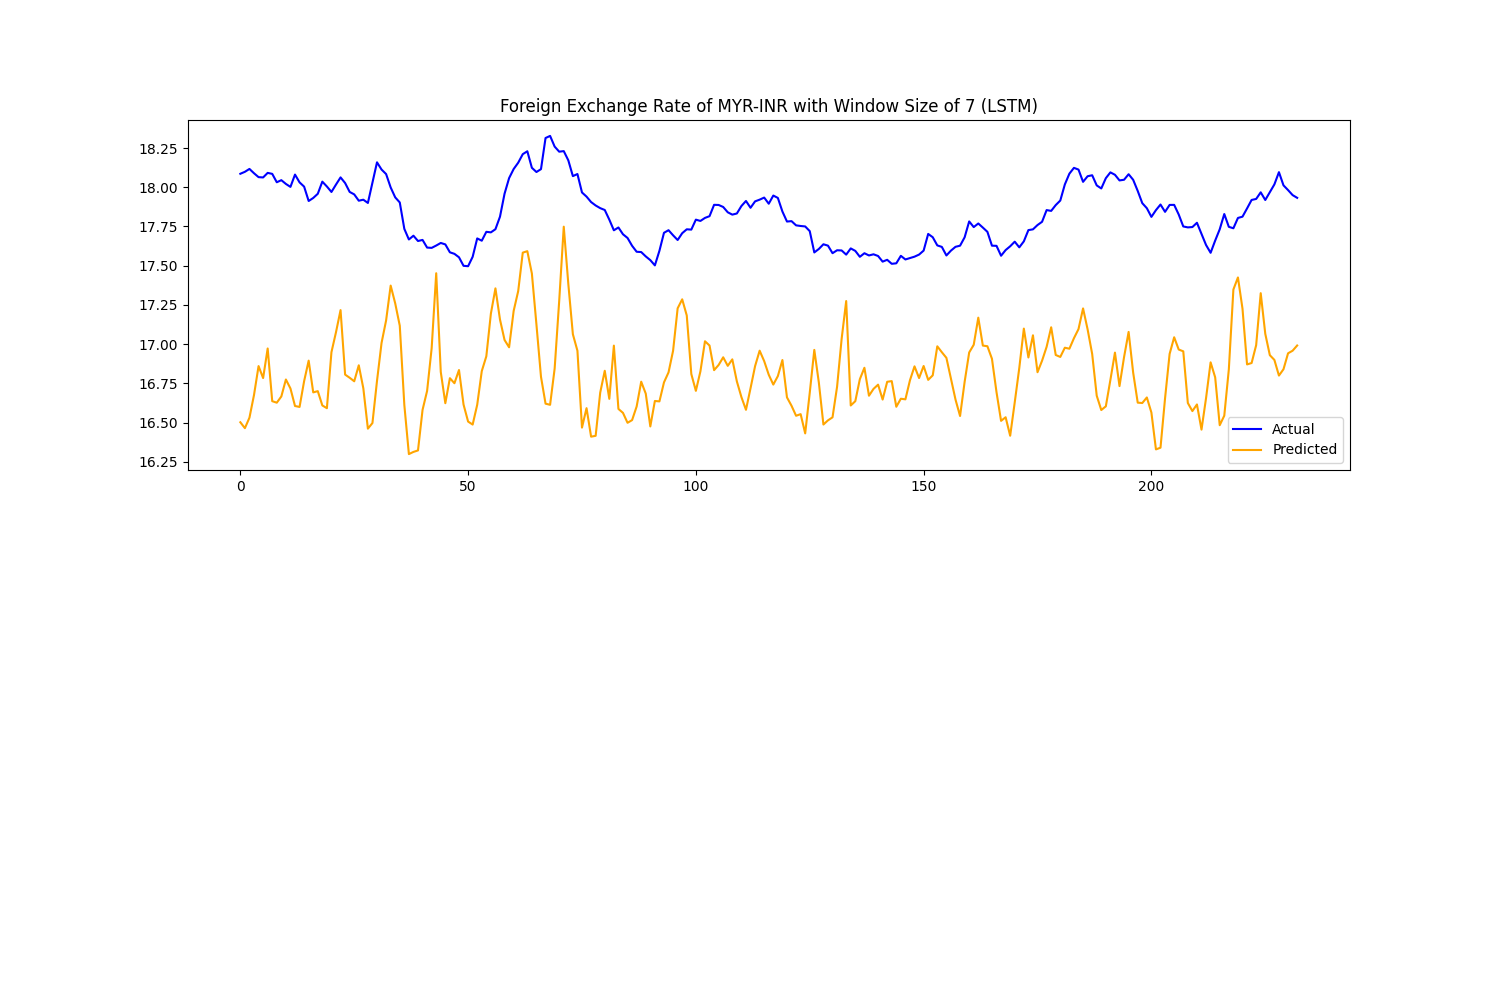 Foreign Exchange Rate of MYR-INR with Window Size of 7 (LSTM)
18.25
18.00
17.75
17.50
17.25
17.00
16.75
16.50
16.25
Actual
Predicted
0 50 100 150 200